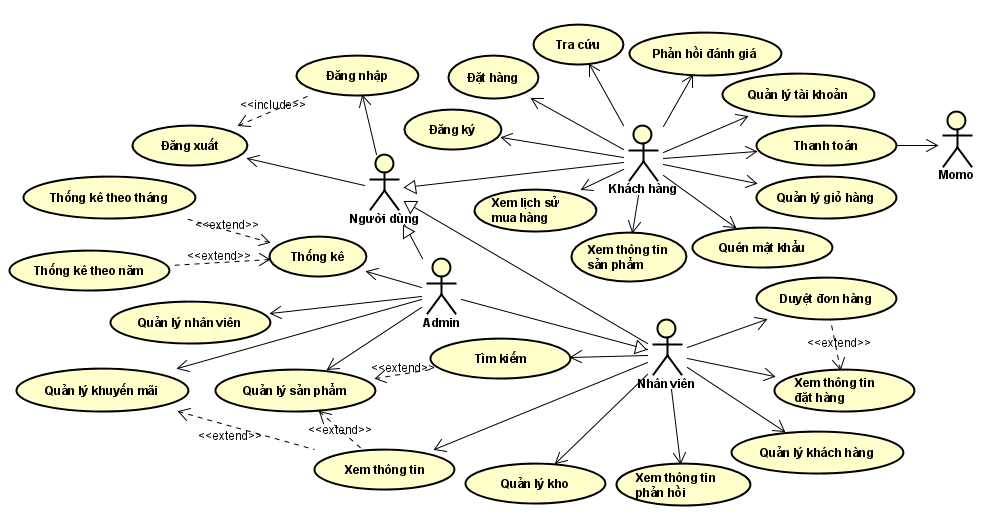 Tra cứu
Phản hồi đánh giá
Đăng nhập
Đặt hàng
Quản lý tài khoản
<<include>>
Đăng ký
Đăng xuất
Thanh toán
Momo
Khách hàng
Thống kê theo tháng
Người dùng
Xem lịch sử
mua hàng
Quản lý giỏ hàng
<<extend>>
Thống kê
Xem thông tin
sản phẩm
Quên mật khẩu
Thống kê theo năm
<<extend>>
Duyệt đơn hàng
Quản lý nhân viên
Admin
<<extend>>
Tìm kiếm
Nhân viên
Quản lý khuyến mãi
Quản lý sản phẩm
<<extend>>
Xem thông tin
đặt hàng
<<extend>>
<<extend>>
Quản lý khách hàng
Xem thông tin
Quản lý kho
Xem thông tin
phản hồi